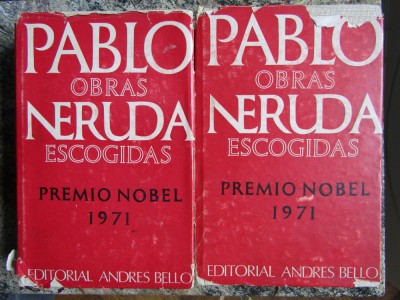 PABLO
OBRAS
NERUDA
ESCOGIDAS
PREMIO NOBEL
1971
EDITORIAL ANDRES BELLO
PABLO
OBRAS
NERUDA
ESCOGIDAS
PREMIO NOBEL
1971
EDITORIAL ANDRES BELLO